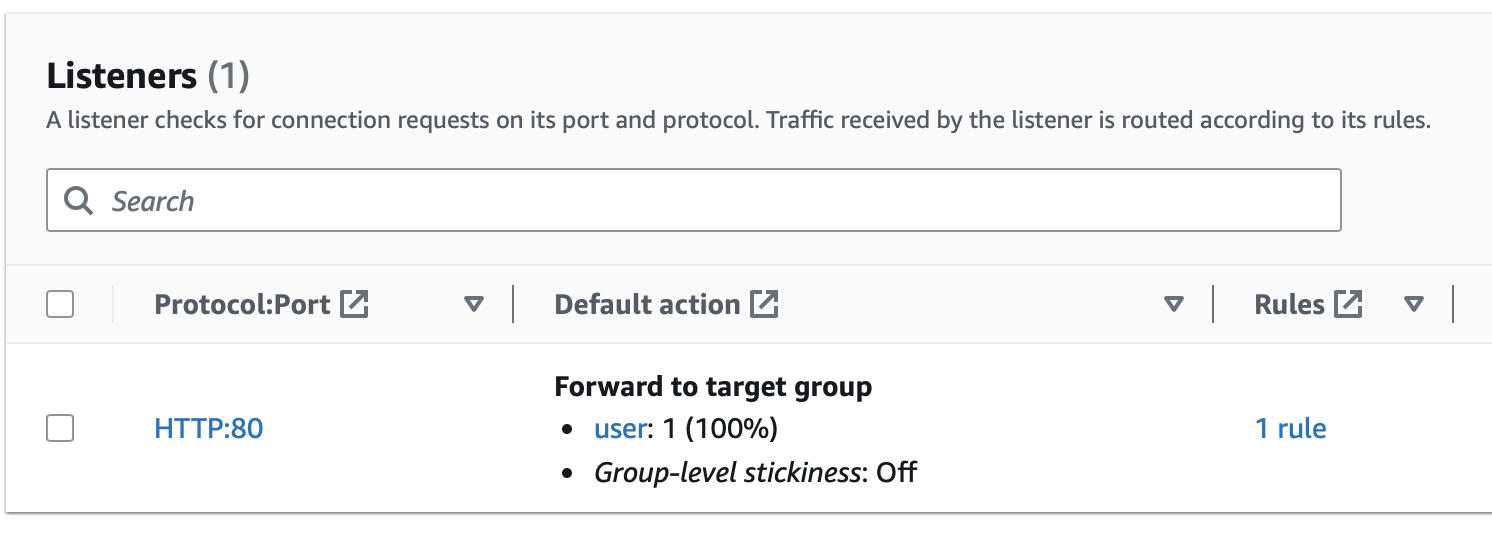 Listeners (1)
A listener checks for connection requests on its port and protocol. Traffic received by the listener is routed according to its rules.
Search
Protocol:Port Default action Rules
Forward to target group
HTTP:80 • user: 1 (100%) 1 rule
• Group-level stickiness: Off